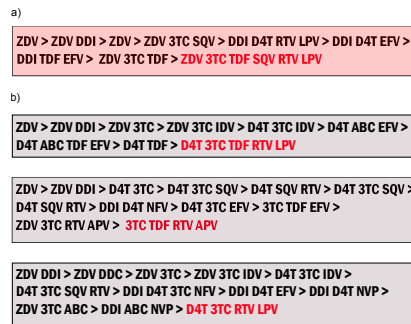 a)
ZDV > ZDV DDI > ZDV > ZDV 3TC SQV > DDI D4T RTV LPV > DDI D4T EFV >
DDI TDF EFV > ZDV 3TC TDF > ZDV 3TC TDF SQV RTV LPV
b)
ZDV > ZDV DDI > ZDV 3TC > ZDV 3TC IDV > D4T 3TC IDV > D4T ABC EFV >
D4T ABC TDF EFV > D4T TDF > D4T 3TC TDF RTV LPV
ZDV > ZDV DDI > D4T 3TC > D4T 3TC SQV > D4T SQV RTV > D4T 3TC SQV >
D4T SQV RTV > DDI D4T NFV > D4T 3TC EFV > 3TC TDF EFV >
ZDV 3TC RTV APV > 3TC TDF RTV APV
ZDV DDI > ZDV DDC > ZDV 3TC > ZDV 3TC IDV > D4T 3TC IDV >
D4T 3TC SQV RTV > DDI D4T 3TC NFV > DDI D4T EFV > DDI D4T NVP >
ZDV 3TC ABC > DDI ABC NVP > D4T 3TC RTV LPV